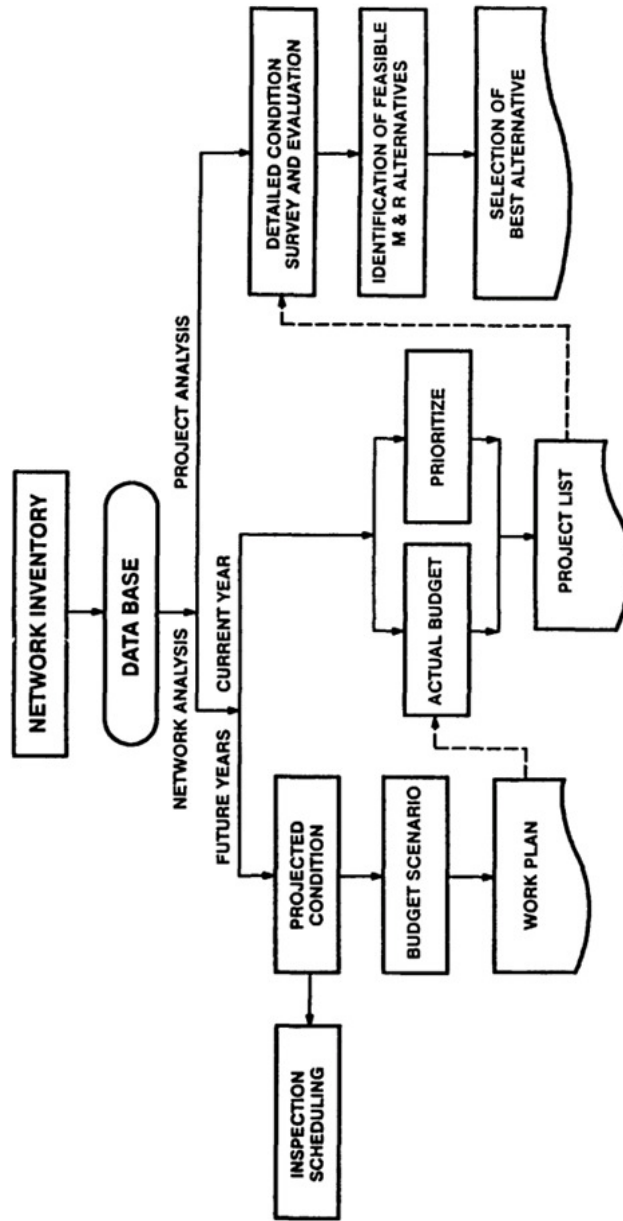 NETWORK INVENTORY
DATA BASE
NETWORK ANALYSIS
PROJECT ANALYSIS
FUTURE YEARS
CURRENT YEAR
INSPECTION
SCHEDULING
PROJECTED
CONDITION
BUDGET SCENARIO
WORK PLAN
ACTUAL BUDGET
PRIORITIZE
PROJECT LIST
DETAILED CONDITION
SURVEY AND EVALUATION
IDENTIFICATION OF FEASIBLE
M & R ALTERNATIVES
SELECTION OF
BEST ALTERNATIVE